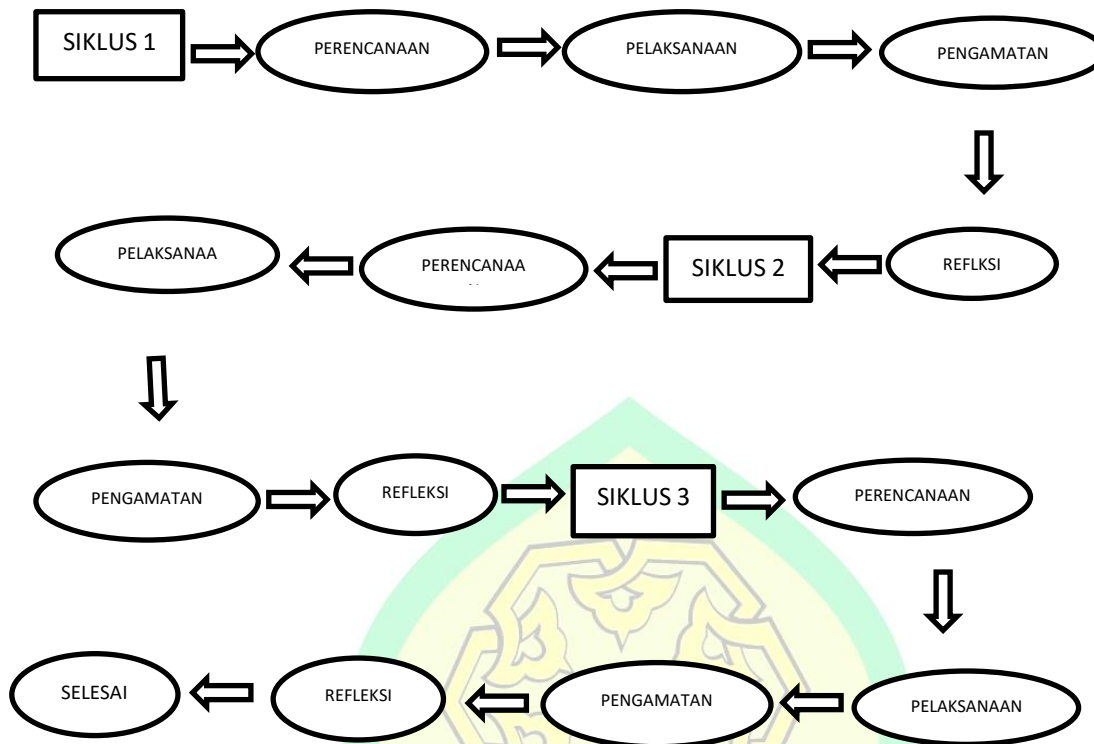 SIKLUS 1
PERENCANAAN
PELAKSANAAN
PENGAMATAN
REFLKSI
SIKLUS 2
PERENCANAA
PELAKSANAA
PENGAMATAN
REFLEKSI
SIKLUS 3
PERENCANAAN
PELAKSANAAN
PENGAMATAN
REFLEKSI
SELESAI